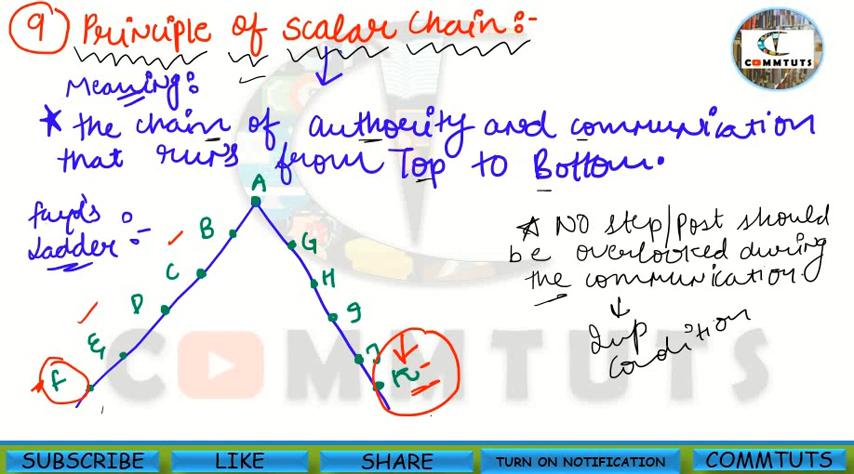 9 Principle of Scalar Chain:-
COMMTUTS
Meaning:
* the chain of authority and communication
that runs from Top to Bottom.
A
fayol's
Ladder:-
B
G
C
H
D
I
E
J
F
K
* No step/post should
be overlooked during
the communication.
Imp
condition
COMMTUTS
SUBSCRIBE
LIKE
SHARE
TURN ON NOTIFICATION
COMMTUTS